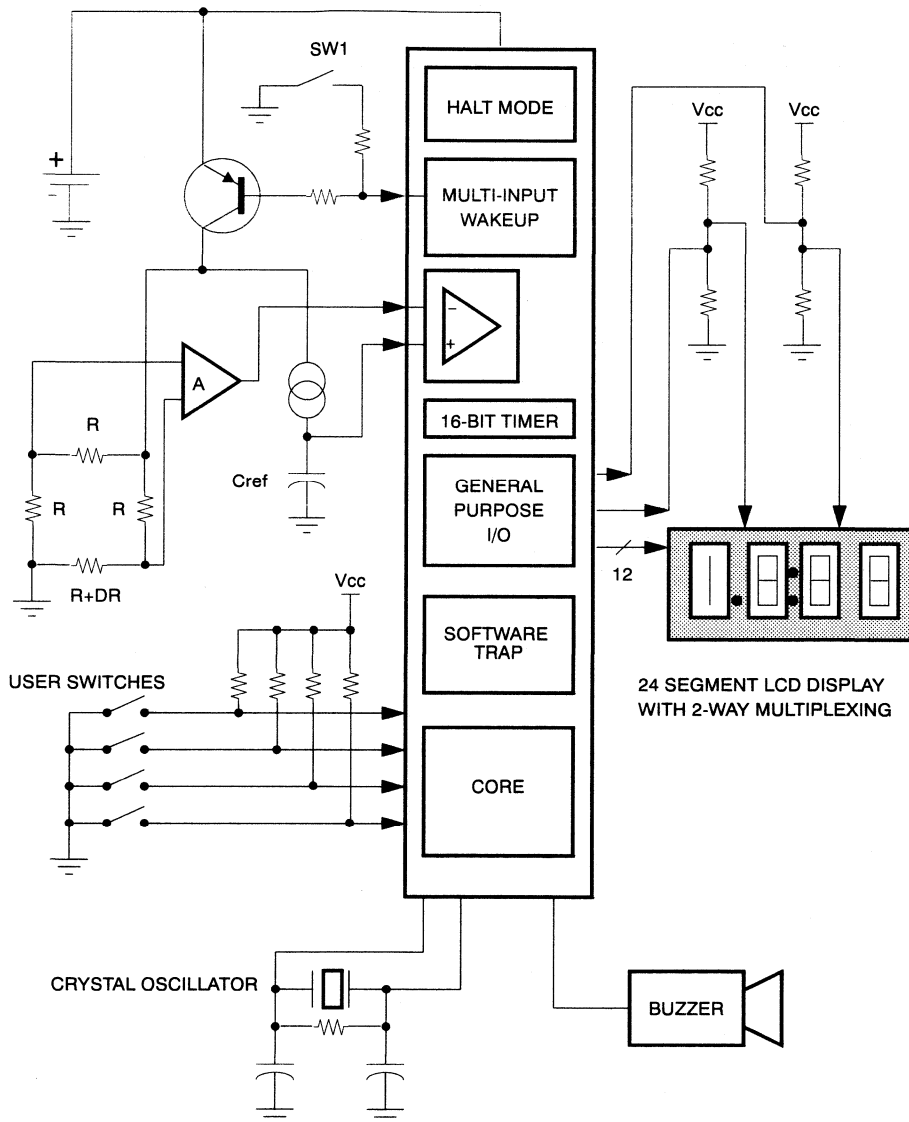 SW1
HALT MODE
Vcc
Vcc
+
-
MULTI-INPUT
WAKEUP
-
+
A
16-BIT TIMER
R
Cref
GENERAL
PURPOSE
I/O
R
R
12
R+DR
Vcc
SOFTWARE
TRAP
USER SWITCHES
24 SEGMENT LCD DISPLAY
WITH 2-WAY MULTIPLEXING
CORE
CRYSTAL OSCILLATOR
BUZZER